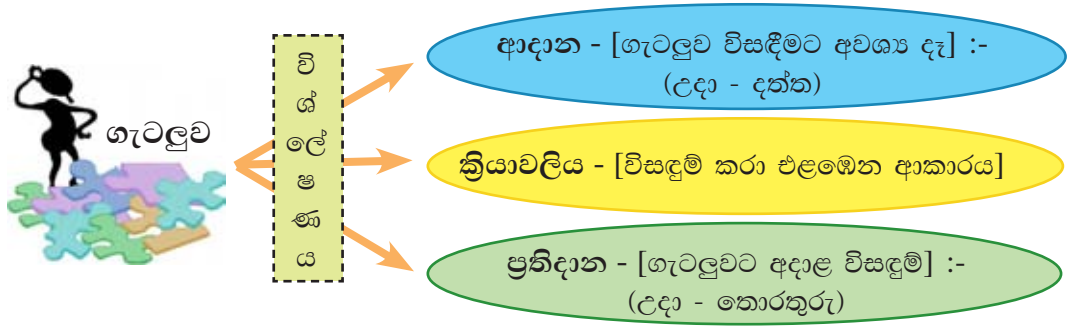 ගැටලුව
වි
ශ්
ලේ
ෂ
ණ
ය
ආදාන - [ගැටලුව විසඳීමට අවශ්‍ය දෑ] :-
(උදා - දත්ත)
ක්‍රියාවලිය - [විසඳුම් කරා එළඹෙන ආකාරය]
ප්‍රතිදාන - [ගැටලුවට අදාළ විසඳුම්] :-
(උදා - තොරතුරු)